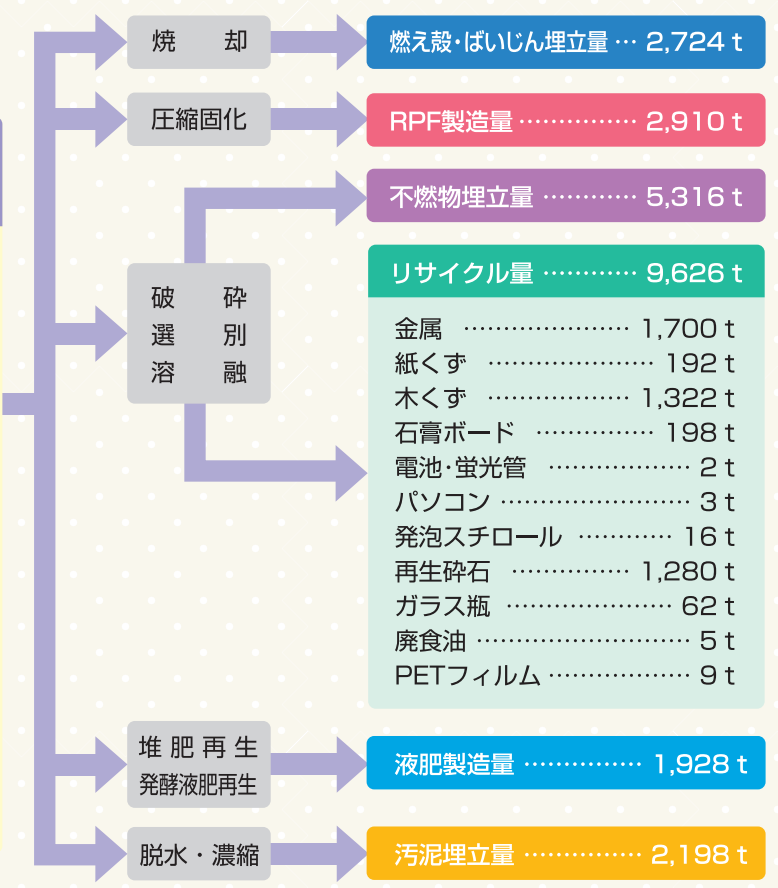 焼 却
燃え殻・ばいじん埋立量 … 2,724 t
圧縮固化
RPF製造量 …………… 2,910 t
不燃物埋立量 ………… 5,316 t
破 砕
選 別
溶 融
リサイクル量 ………… 9,626 t
金属 ………………… 1,700 t
紙くず ………………… 192 t
木くず ………………… 1,322 t
石膏ボード …………… 198 t
電池・蛍光管 ………………… 2 t
パソコン …………………… 3 t
発泡スチロール ………… 16 t
再生砕石 …………… 1,280 t
ガラス瓶 ………………… 62 t
廃食油 ……………………… 5 t
PETフィルム ……………… 9 t
堆肥再生
発酵液肥再生
液肥製造量 …………… 1,928 t
脱水・濃縮
汚泥埋立量 …………… 2,198 t